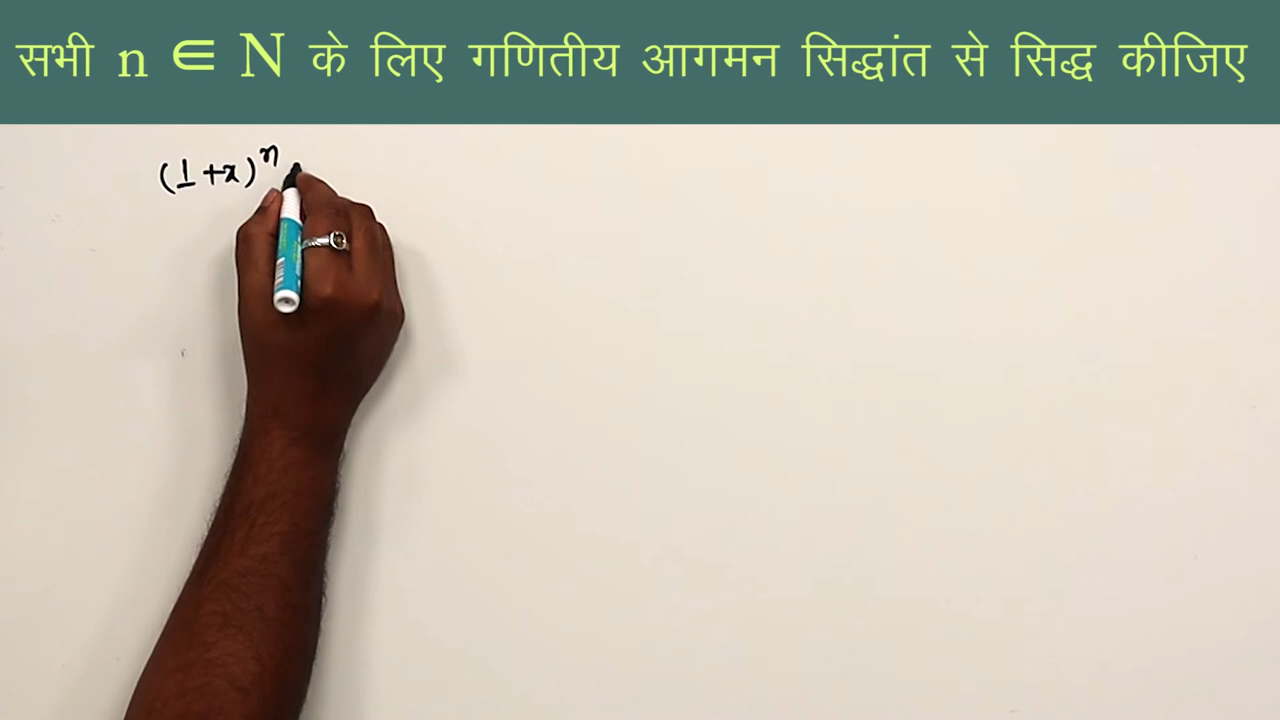 सभी n ∈ N के लिए गणितीय आगमन सिद्धांत से सिद्ध कीजिए
(1+x)^n